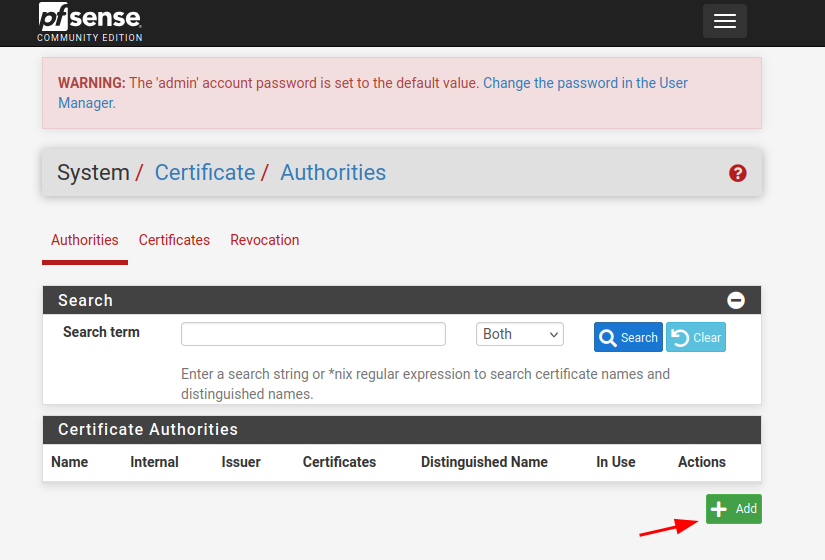 pfsense
COMMUNITY EDITION
WARNING: The 'admin' account password is set to the default value. Change the password in the User
Manager.
System / Certificate / Authorities
Authorities Certificates Revocation
Search
Search term Both Search Clear
Enter a search string or *nix regular expression to search certificate names and
distinguished names.
Certificate Authorities
Name Internal Issuer Certificates Distinguished Name In Use Actions
Add